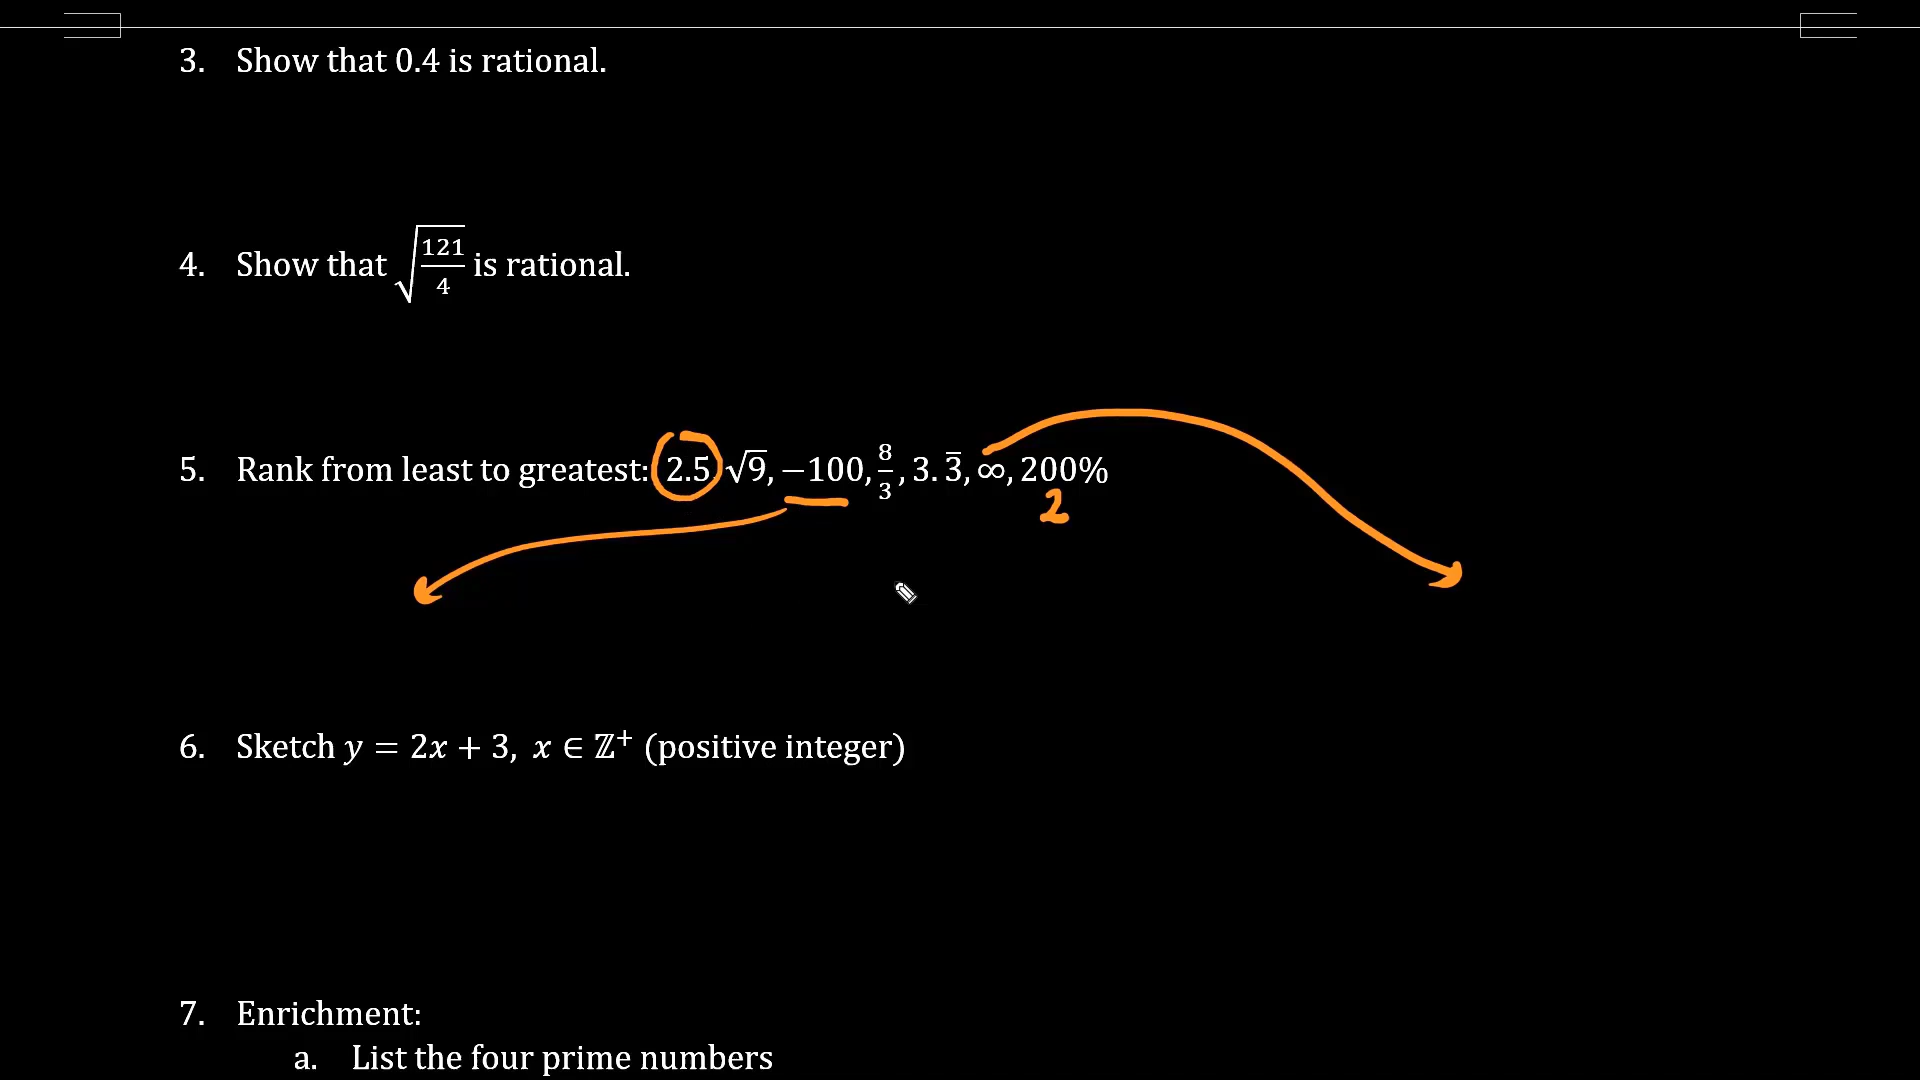 3. Show that 0.4 is rational.
4. Show that √(121/4) is rational.
5. Rank from least to greatest: 2.5, √9, −100, 8/3, 3.3̅, ∞, 200%
2
6. Sketch y = 2x + 3, x ∈ ℤ⁺ (positive integer)
7. Enrichment:
a. List the four prime numbers